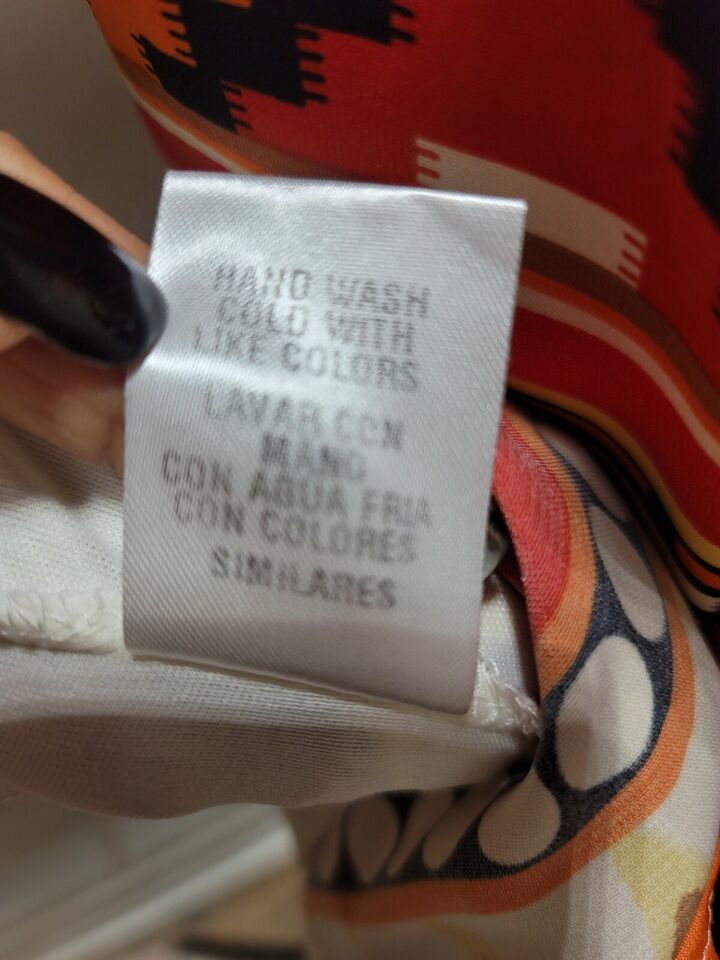 HAND WASH
COLD WITH
LIKE COLORS
LAVAR CON
MANO
CON AGUA FRIA
CON COLORES
SIMILARES